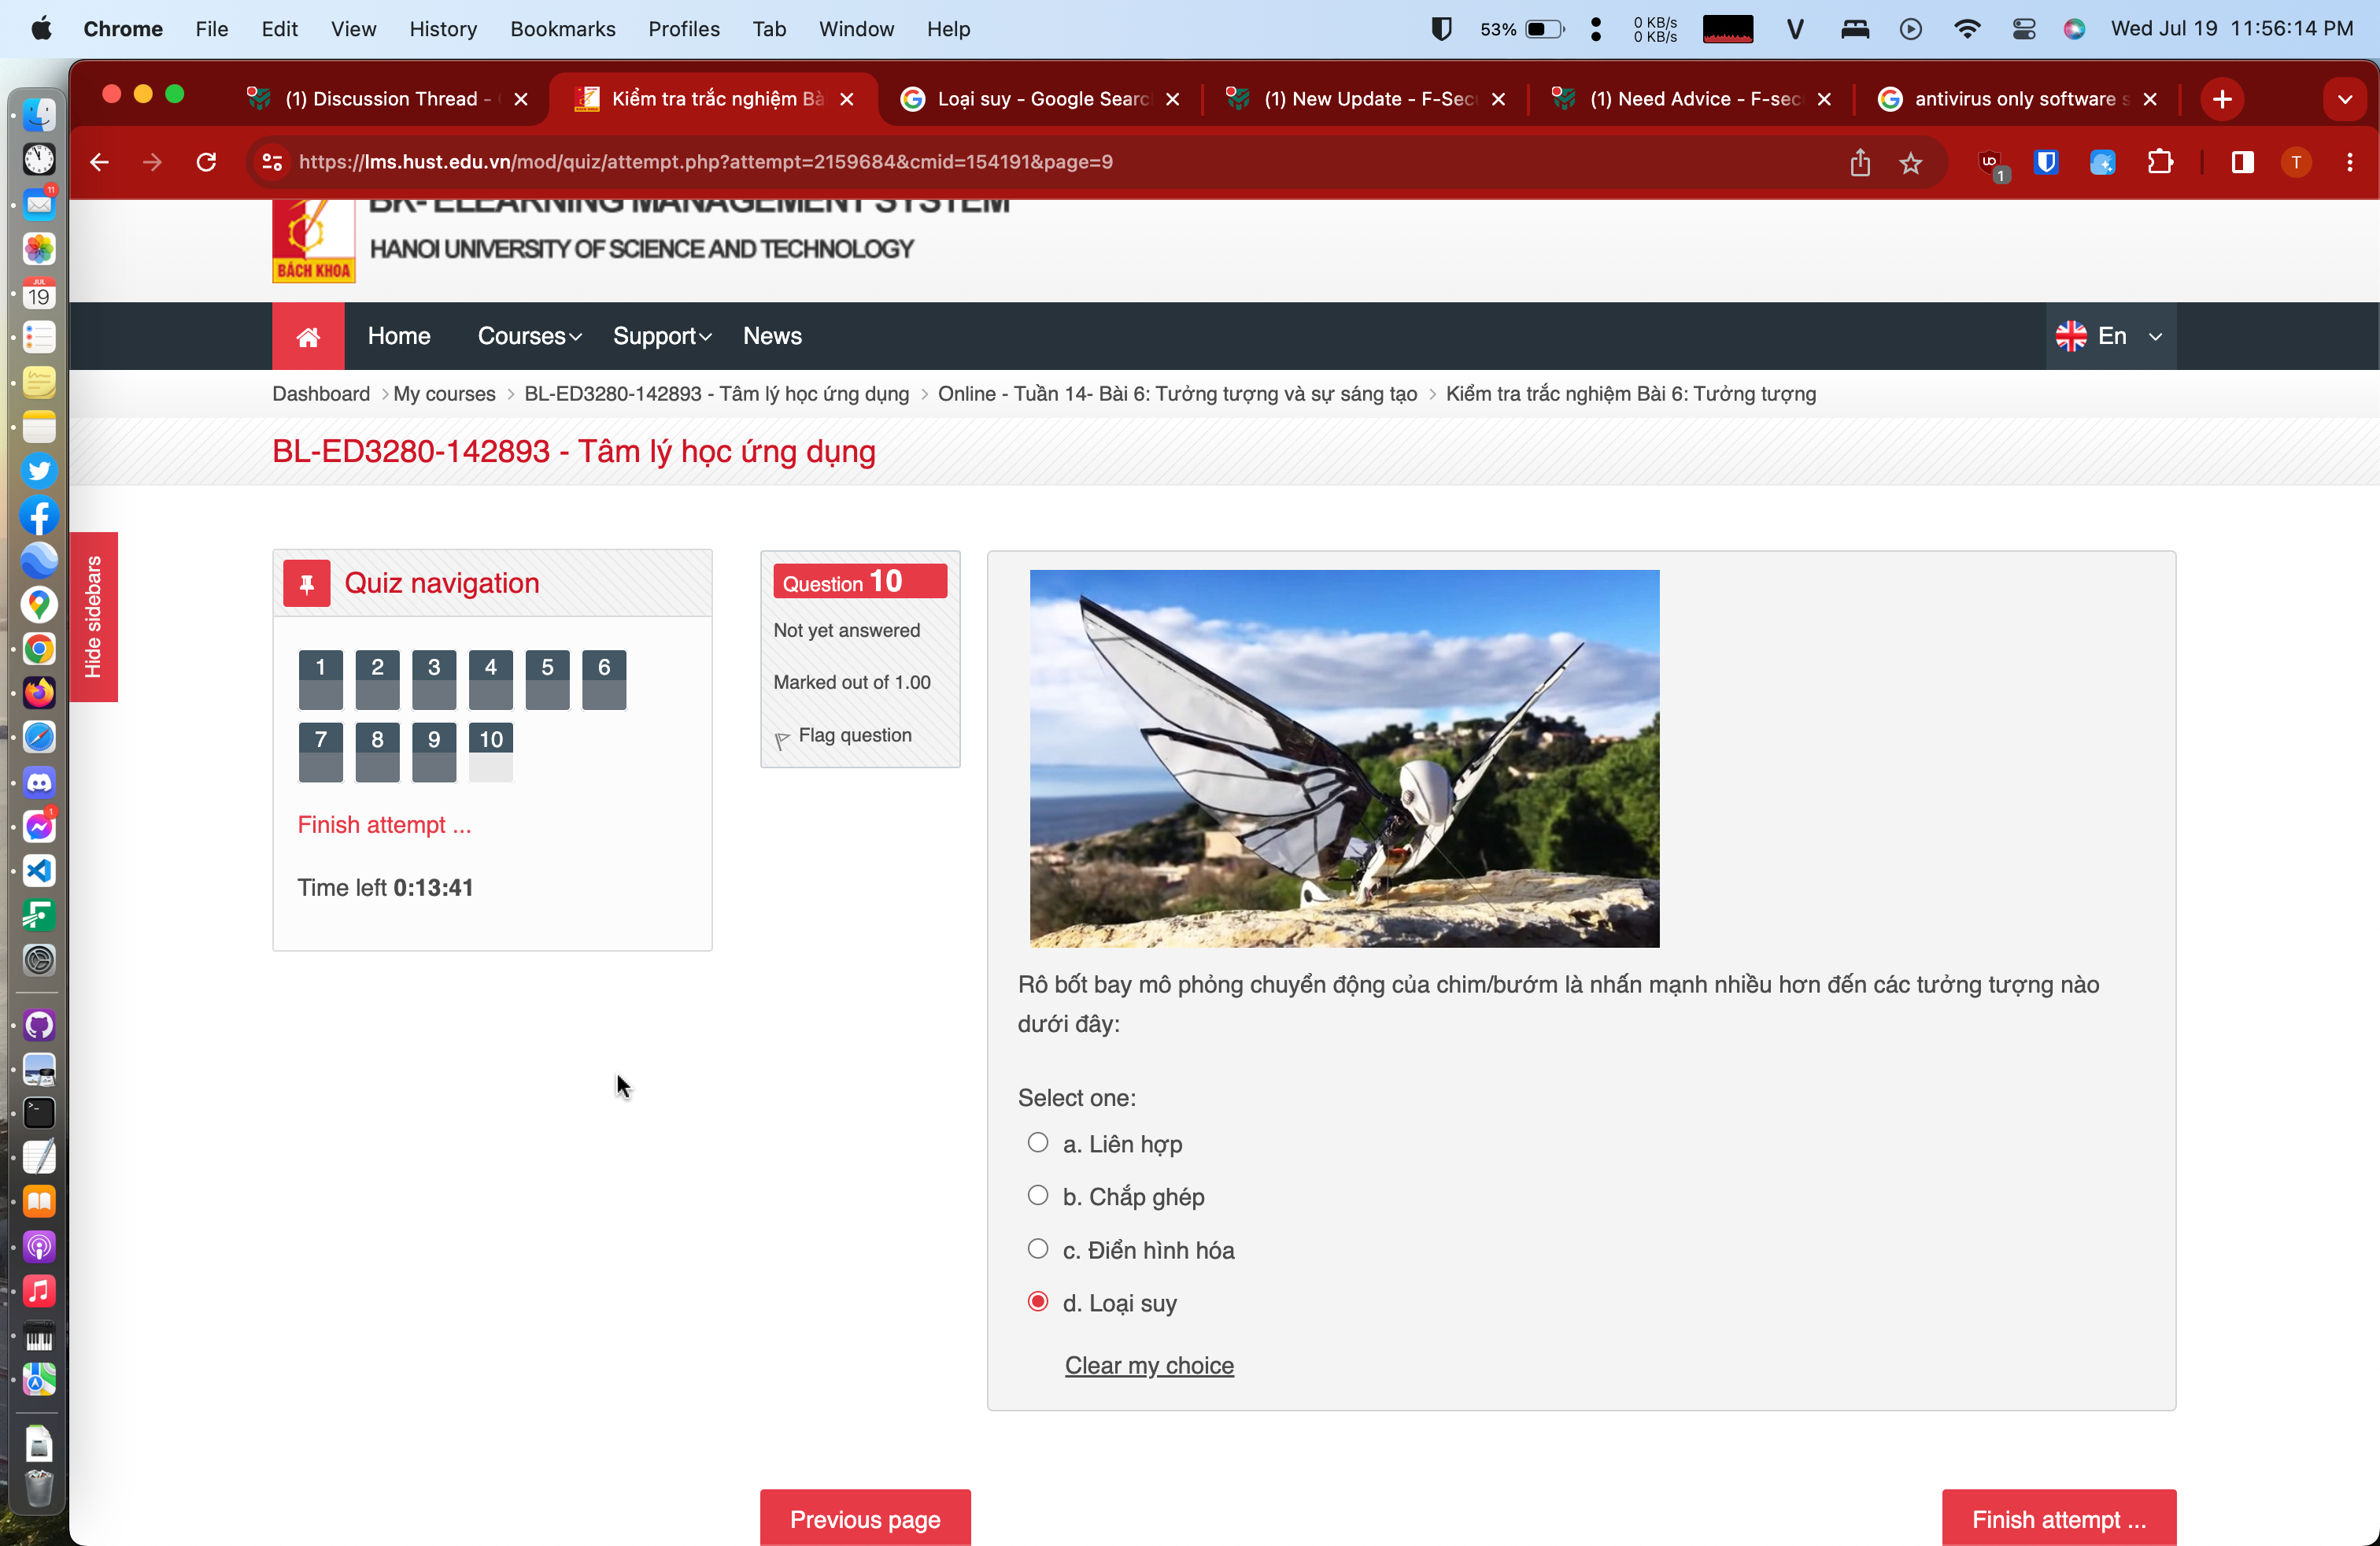 Chrome File Edit View History Bookmarks Profiles Tab Window Help 53% 0 KB/s 0 KB/s V Wed Jul 19 11:56:14 PM
(1) Discussion Thread - Kiểm tra trắc nghiệm Bà Loại suy - Google Searc (1) New Update - F-Sec (1) Need Advice - F-sec antivirus only software s
https://lms.hust.edu.vn/mod/quiz/attempt.php?attempt=2159684&cmid=154191&page=9
1
T
11
JUL
19
1
BK- ELEARNING MANAGEMENT SYSTEM
HANOI UNIVERSITY OF SCIENCE AND TECHNOLOGY
BÁCH KHOA
Home Courses Support News En
Dashboard > My courses > BL-ED3280-142893 - Tâm lý học ứng dụng > Online - Tuần 14- Bài 6: Tưởng tượng và sự sáng tạo > Kiểm tra trắc nghiệm Bài 6: Tưởng tượng
BL-ED3280-142893 - Tâm lý học ứng dụng
Hide sidebars
Quiz navigation
1 2 3 4 5 6
7 8 9 10
Finish attempt ...
Time left 0:13:41
Question 10
Not yet answered
Marked out of 1.00
Flag question
Rô bốt bay mô phỏng chuyển động của chim/bướm là nhấn mạnh nhiều hơn đến các tưởng tượng nào
dưới đây:
Select one:
a. Liên hợp
b. Chắp ghép
c. Điển hình hóa
d. Loại suy
Clear my choice
Previous page
Finish attempt ...